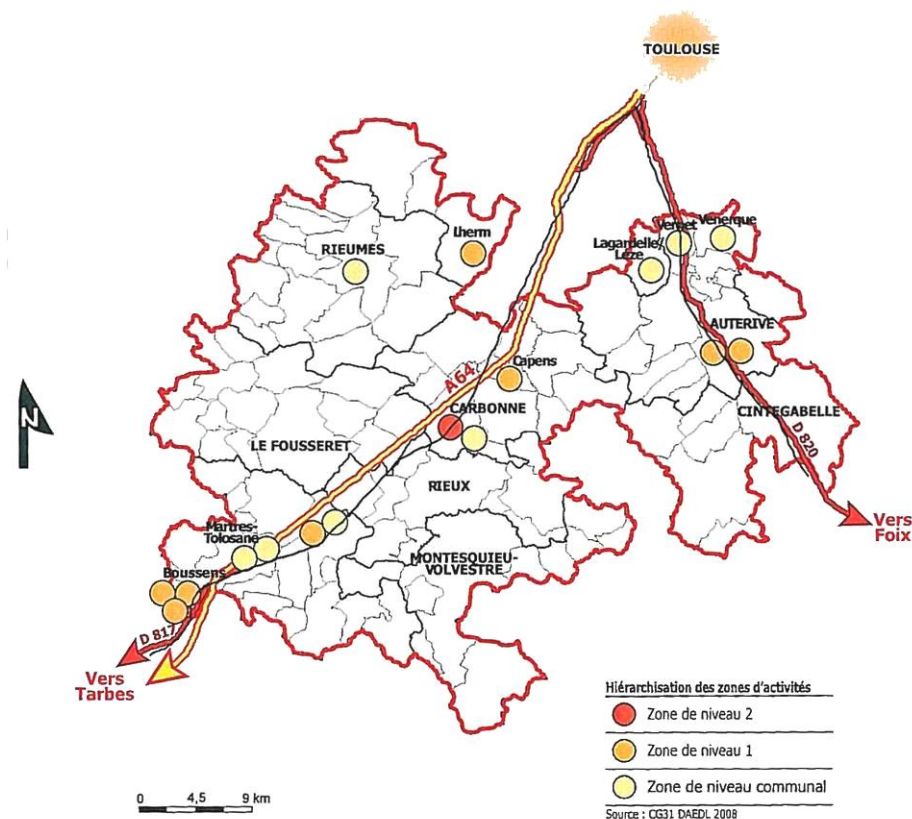 TOULOUSE
Lherm
RIEUMES
Vernet
Venerque
Lagardelle/
Lèze
AUTERIVE
A 64
Capens
CARBONNE
CINTEGABELLE
D 820
LE FOUSSERET
N
RIEUX
Vers
Foix
Martres-
Tolosane
MONTESQUIEU-
VOLVESTRE
Boussens
D 817
Vers
Tarbes
Hiérarchisation des zones d'activités
Zone de niveau 2
Zone de niveau 1
Zone de niveau communal
Source : CG31 DAEDL 2008
0 4,5 9 km